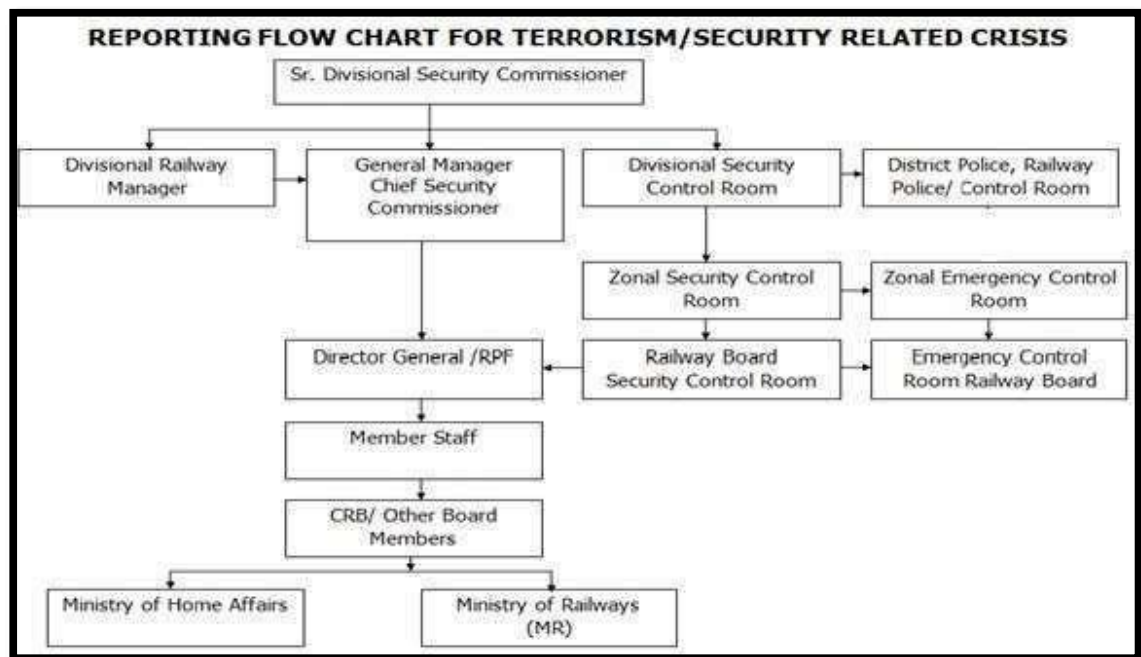 REPORTING FLOW CHART FOR TERRORISM/SECURITY RELATED CRISIS
Sr. Divisional Security Commissioner
Divisional Railway
Manager
General Manager
Chief Security
Commissioner
Divisional Security
Control Room
District Police, Railway
Police/ Control Room
Zonal Security Control
Room
Zonal Emergency Control
Room
Director General /RPF
Railway Board
Security Control Room
Emergency Control
Room Railway Board
Member Staff
CRB/ Other Board
Members
Ministry of Home Affairs
Ministry of Railways
(MR)